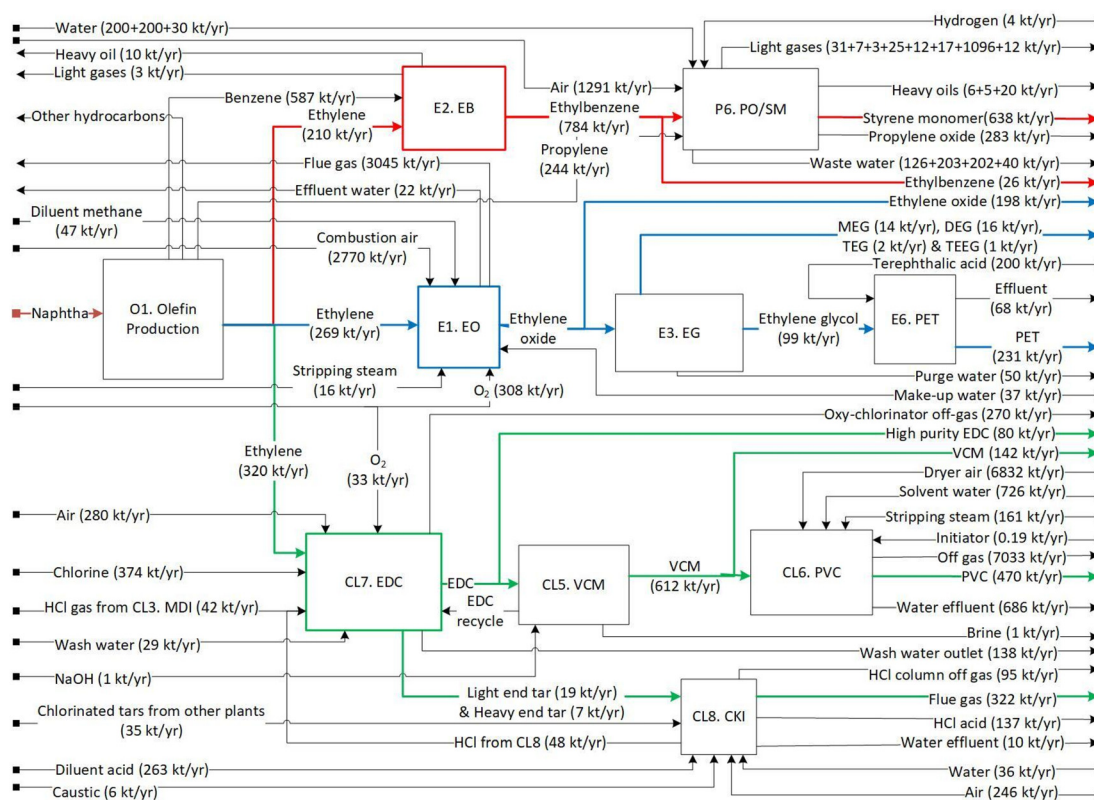 Water (200+200+30 kt/yr)
Hydrogen (4 kt/yr)
Heavy oil (10 kt/yr)
Light gases (31+7+3+25+12+17+1096+12 kt/yr)
Light gases (3 kt/yr)
Benzene (587 kt/yr)
E2. EB
Air (1291 kt/yr)
P6. PO/SM
Heavy oils (6+5+20 kt/yr)
Other hydrocarbons
Ethylene
(210 kt/yr)
Ethylbenzene
(784 kt/yr)
Styrene monomer(638 kt/yr)
Propylene oxide (283 kt/yr)
Propylene
(244 kt/yr)
Flue gas (3045 kt/yr)
Waste water (126+203+202+40 kt/yr)
Effluent water (22 kt/yr)
Ethylbenzene (26 kt/yr)
Ethylene oxide (198 kt/yr)
Diluent methane
(47 kt/yr)
Combustion air
(2770 kt/yr)
MEG (14 kt/yr), DEG (16 kt/yr),
TEG (2 kt/yr) & TEEG (1 kt/yr)
Terephthalic acid (200 kt/yr)
Naphtha
O1. Olefin
Production
Ethylene
(269 kt/yr)
E1. EO
Ethylene
oxide
E3. EG
Ethylene glycol
(99 kt/yr)
E6. PET
Effluent
(68 kt/yr)
PET
(231 kt/yr)
Stripping steam
(16 kt/yr)
O2 (308 kt/yr)
Purge water (50 kt/yr)
Make-up water (37 kt/yr)
Oxy-chlorinator off-gas (270 kt/yr)
High purity EDC (80 kt/yr)
Ethylene
(320 kt/yr)
O2
(33 kt/yr)
VCM (142 kt/yr)
Dryer air (6832 kt/yr)
Solvent water (726 kt/yr)
Air (280 kt/yr)
Stripping steam (161 kt/yr)
Initiator (0.19 kt/yr)
Off gas (7033 kt/yr)
Chlorine (374 kt/yr)
CL7. EDC
EDC
CL5. VCM
VCM
(612 kt/yr)
CL6. PVC
PVC (470 kt/yr)
HCl gas from CL3. MDI (42 kt/yr)
EDC
recycle
Water effluent (686 kt/yr)
Wash water (29 kt/yr)
Brine (1 kt/yr)
Wash water outlet (138 kt/yr)
NaOH (1 kt/yr)
HCl column off gas (95 kt/yr)
Light end tar (19 kt/yr)
& Heavy end tar (7 kt/yr)
CL8. CKI
Flue gas (322 kt/yr)
Chlorinated tars from other plants
(35 kt/yr)
HCl acid (137 kt/yr)
HCl from CL8 (48 kt/yr)
Water effluent (10 kt/yr)
Diluent acid (263 kt/yr)
Water (36 kt/yr)
Caustic (6 kt/yr)
Air (246 kt/yr)